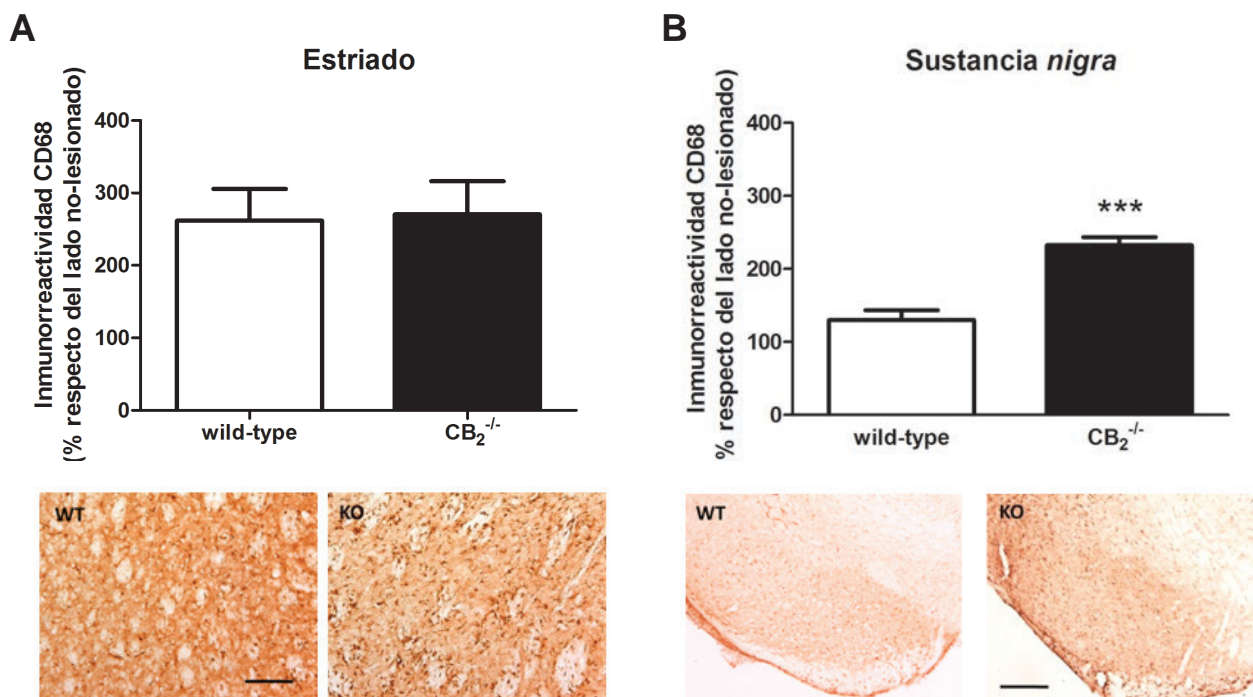 A
Estriado
Inmunorreactividad CD68
(% respecto del lado no-lesionado)
400
300
200
100
0
wild-type
CB₂⁻/⁻
WT
KO
B
Sustancia nigra
Inmunorreactividad CD68
% respecto del lado no-lesionado)
400
300
200
100
0
***
wild-type
CB₂⁻/⁻
WT
KO